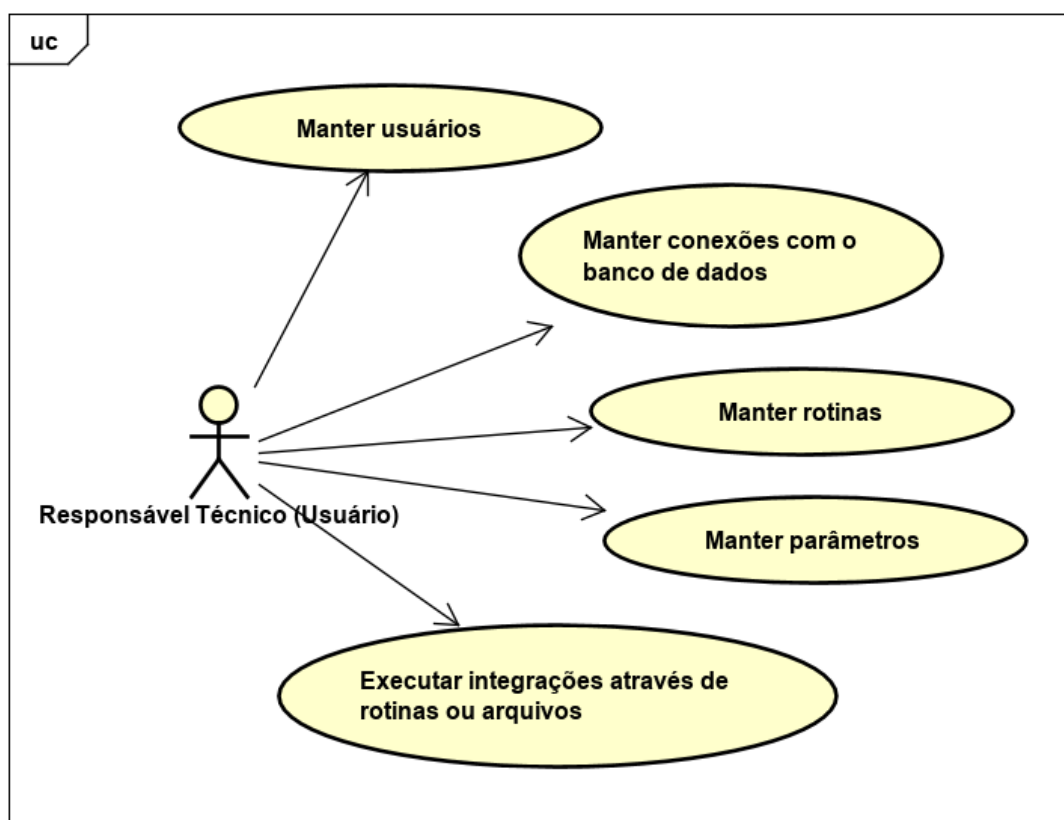 uc
Manter usuários
Manter conexões com o
banco de dados
Manter rotinas
Responsável Técnico (Usuário)
Manter parâmetros
Executar integrações através de
rotinas ou arquivos